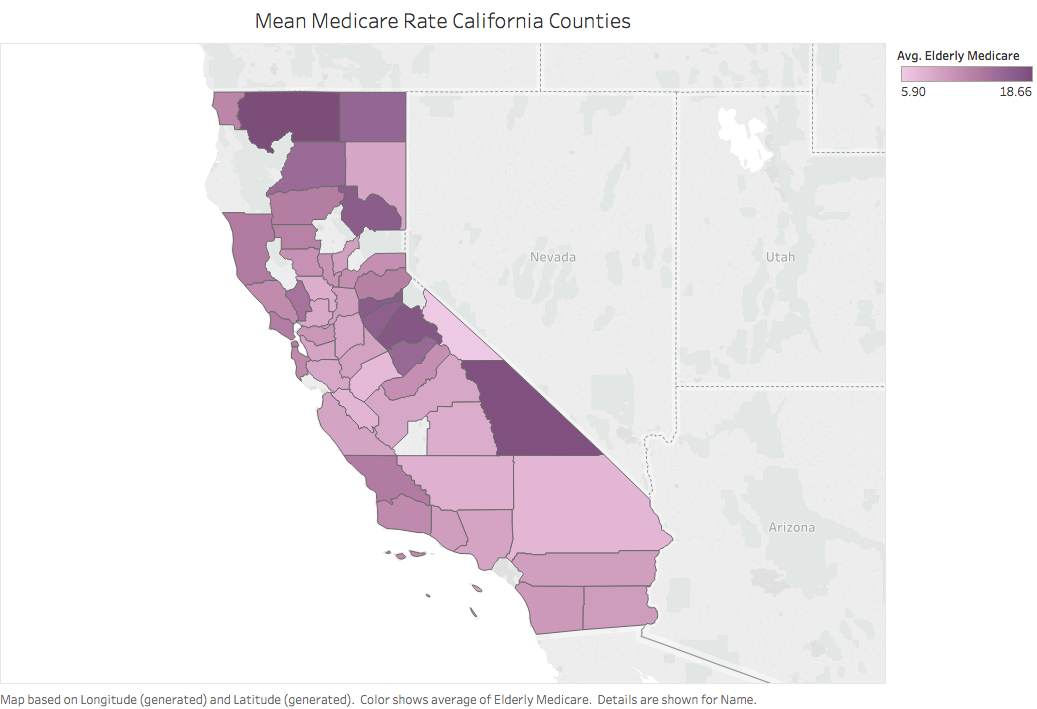 Mean Medicare Rate California Counties
Avg. Elderly Medicare
5.90 18.66
Nevada
Utah
Arizona
Map based on Longitude (generated) and Latitude (generated).  Color shows average of Elderly Medicare.  Details are shown for Name.